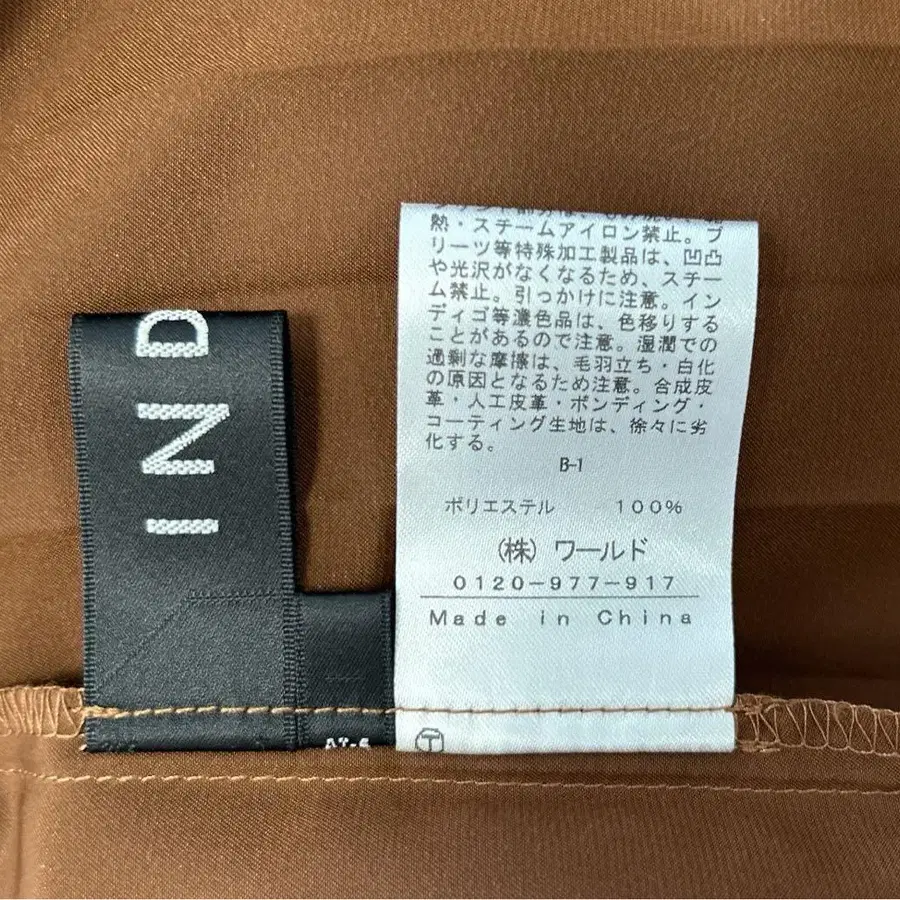 IND
熱・スチームアイロン禁止。プ
リーツ等特殊加工製品は、凹凸
や光沢がなくなるため、スチー
ム禁止。引っかけに注意。イン
ディゴ等濃色品は、色移りする
ことがあるので注意。湿潤での
過剰な摩擦は、毛羽立ち・白化
の原因となるため注意。合成皮
革・人工皮革・ボンディング・
コーティング生地は、徐々に劣
化する。
B-1
ポリエステル 100%
(株) ワールド
0120-977-917
Made in China
T